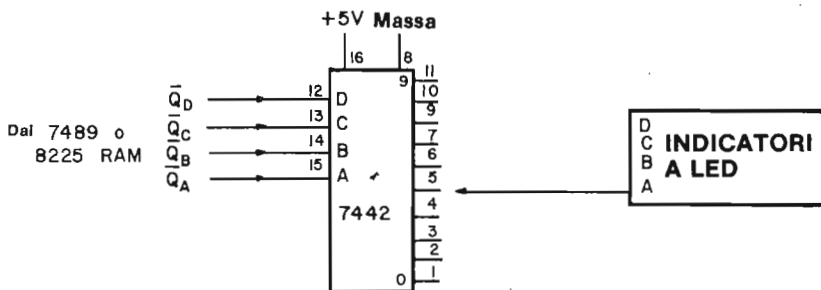 +5V Massa
16 8
Dai 7489 o
8225 RAM
Q̅D 12 D
Q̅C 13 C
Q̅B 14 B
Q̅A 15 A
7442
9 11
10
9
7
6
5
4
3
2
0 1
D
C
B
A
INDICATORI
A LED